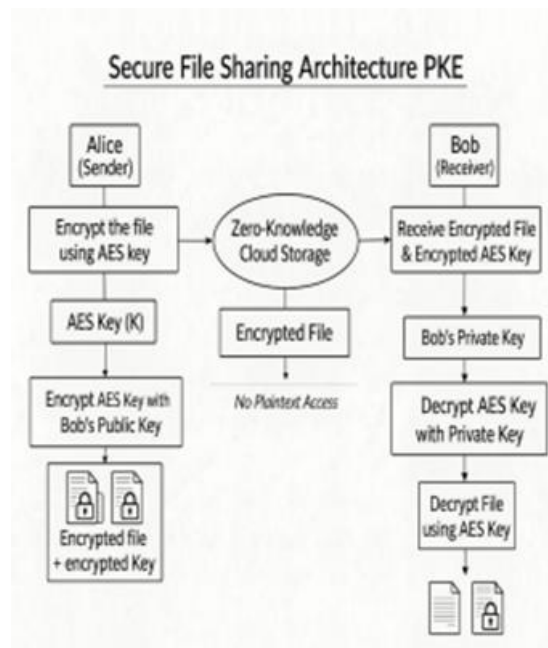 Secure File Sharing Architecture PKE
Alice
(Sender)
Encrypt the file
using AES key
AES Key (K)
Encrypt AES Key with
Bob's Public Key
Encrypted file
+ encrypted Key
Zero-Knowledge
Cloud Storage
Encrypted File
No Plaintext Access
Bob
(Receiver)
Receive Encrypted File
& Encrypted AES Key
Bob's Private Key
Decrypt AES Key
with Private Key
Decrypt File
using AES Key